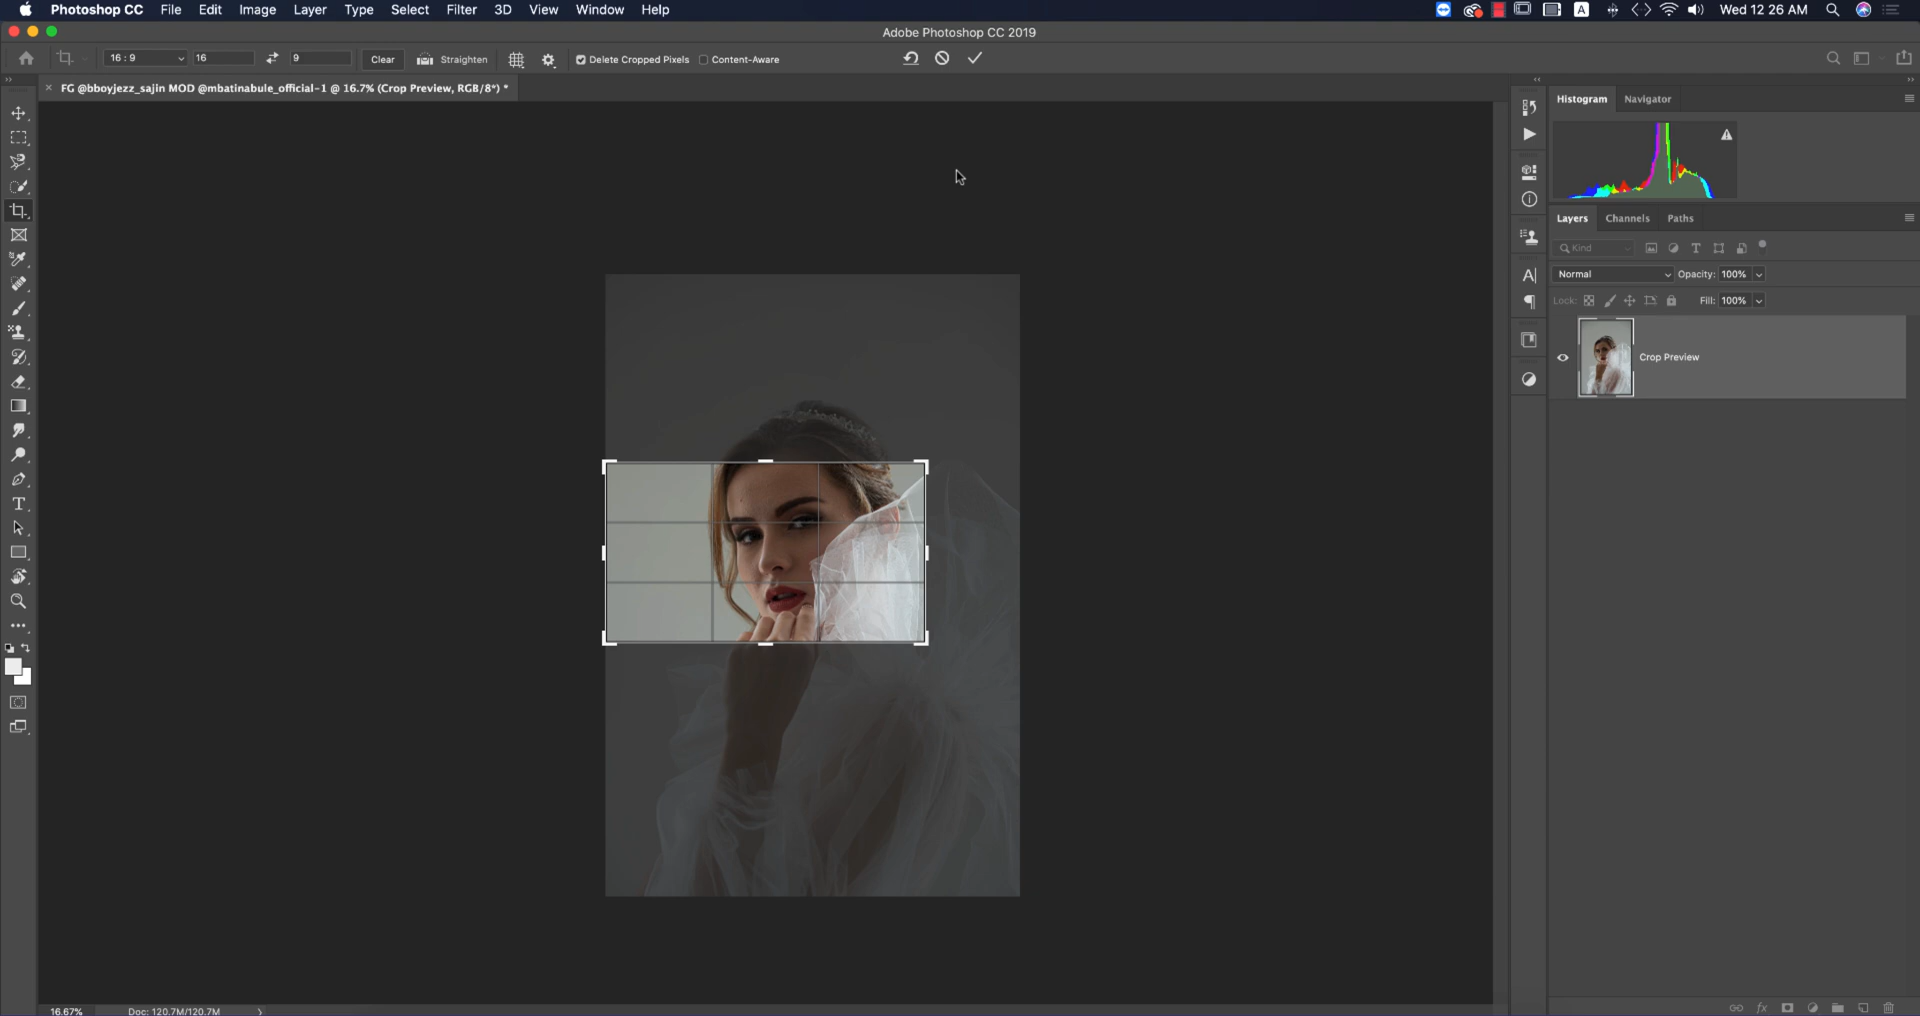 Photoshop CC File Edit Image Layer Type Select Filter 3D View Window Help A Wed 12 26 AM
Adobe Photoshop CC 2019
16 : 9 16 9 Clear Straighten Delete Cropped Pixels Content-Aware
FG @bboyjezz_sajin MOD @mbatinabule_official-1 @ 16.7% (Crop Preview, RGB/8*) *
Histogram Navigator
Layers Channels Paths
Kind
Normal Opacity: 100%
Lock: Fill: 100%
Crop Preview
16.67% Doc: 120.7M/120.7M